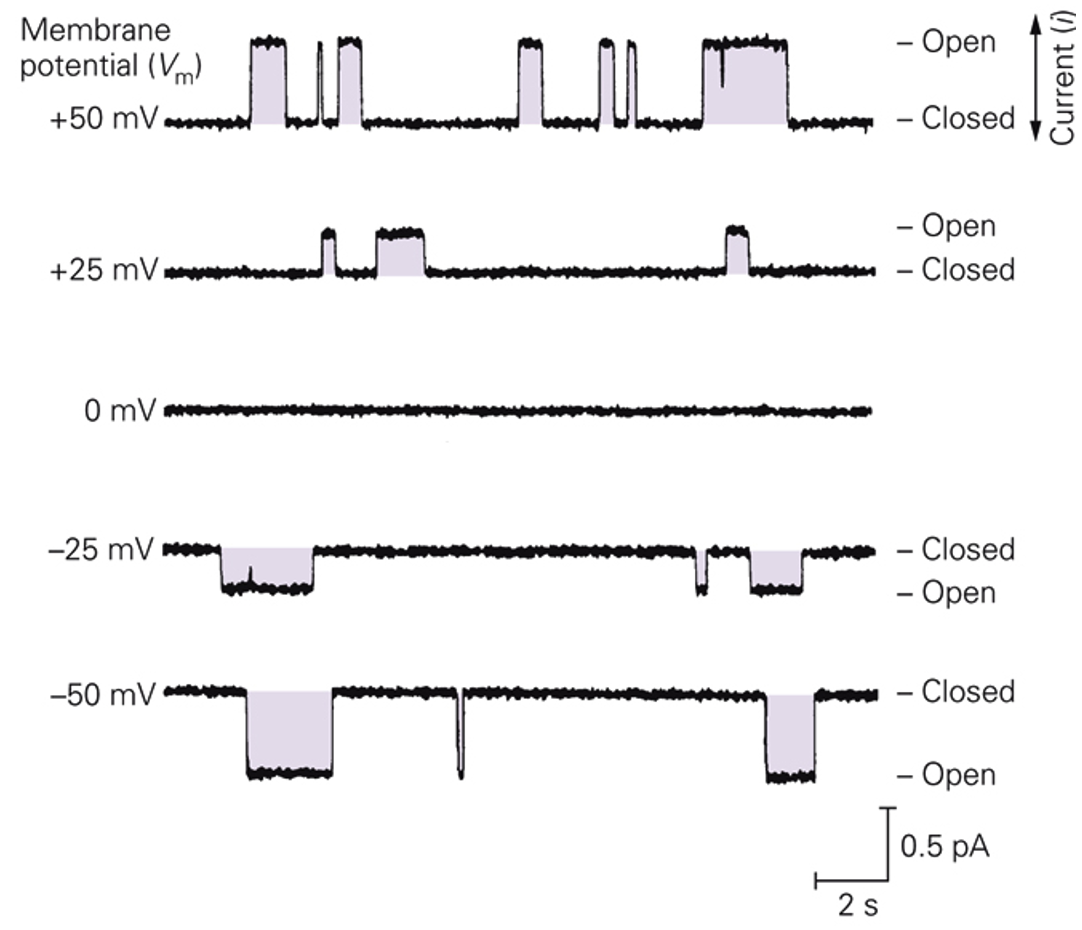 Membrane
potential (Vm)
+50 mV
– Open
– Closed
Current (i)
+25 mV
– Open
– Closed
0 mV
–25 mV
– Closed
– Open
–50 mV
– Closed
– Open
0.5 pA
2 s